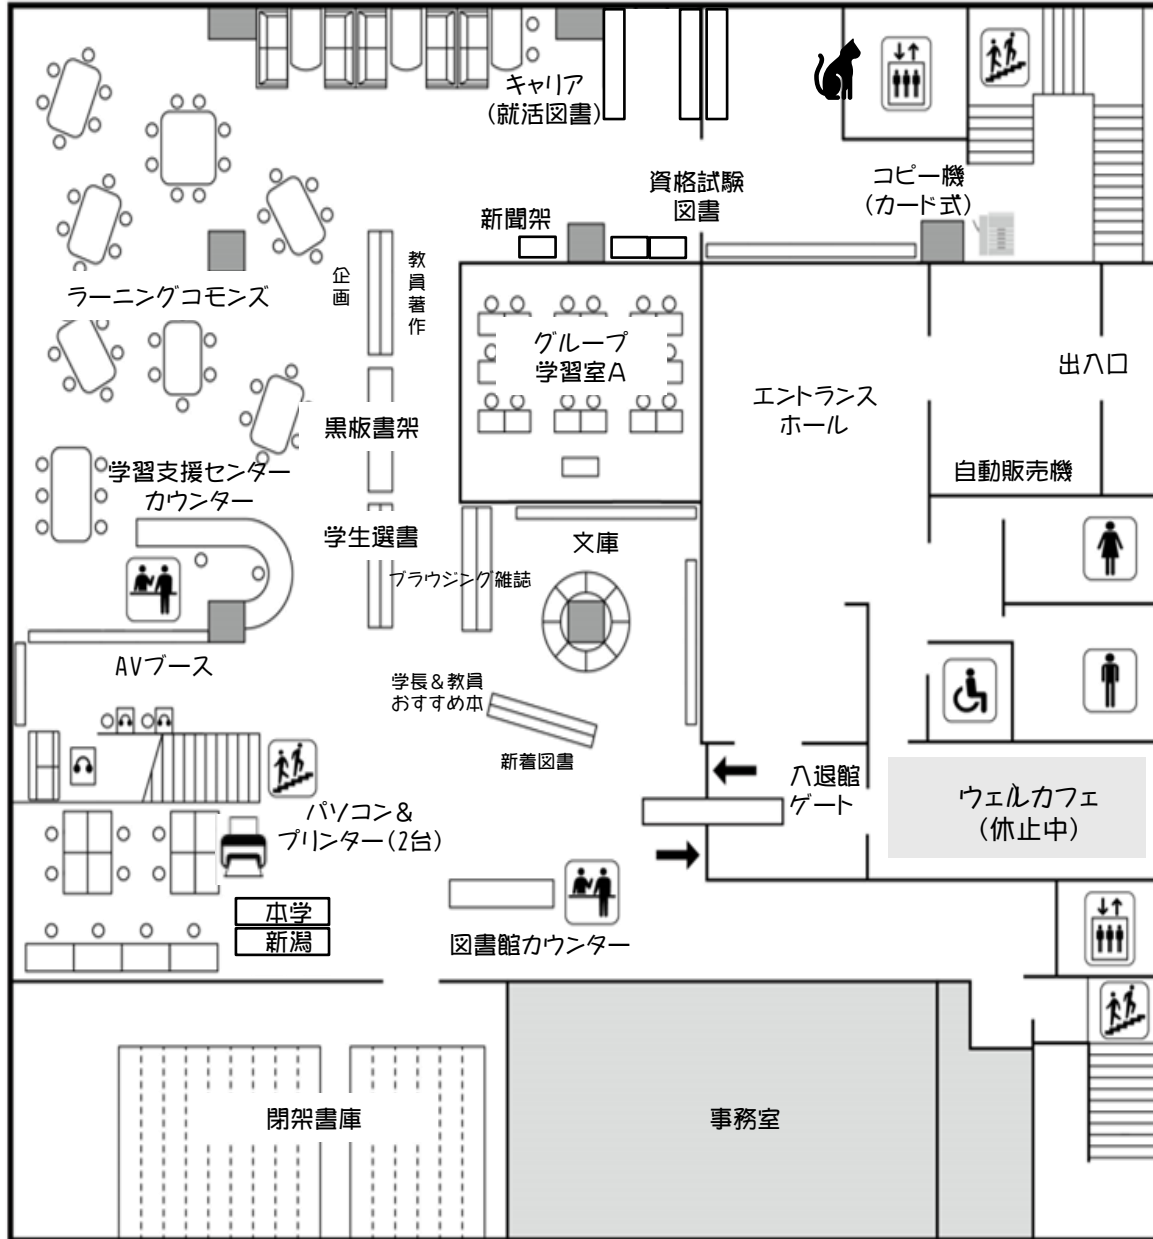 キャリア
(就活図書)
資格試験
図書
コピー機
(カード式)
新聞架
教員著作
企画
ラーニングコモンズ
グループ
学習室A
出入口
エントランス
ホール
黒板書架
学習支援センター
カウンター
自動販売機
学生選書
文庫
ブラウジング雑誌
AVブース
学長&教員
おすすめ本
新着図書
入退館
ゲート
ウェルカフェ
(休止中)
パソコン&
プリンター(2台)
本学
新潟
図書館カウンター
閉架書庫
事務室